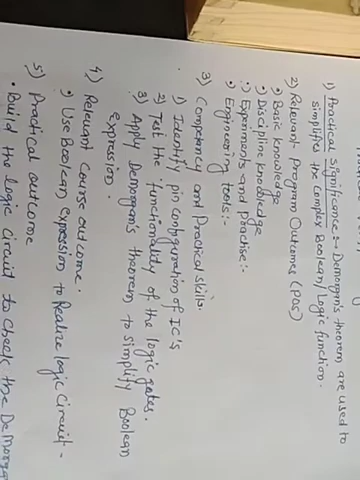 1) Practical Significance :- Demorgan's theorem are used to
simplifies the complex Boolean/Logic function.
2) Relevant Program Outcomes (POS)
• Basic knowledge
• Discipline knowledge
• Experiments and practise :-
• Engineering tools :-
3) Competency and Practical skills.
1) Identify pin configuration of IC's
2) Test the functionality of the logic gates.
3) Apply Demorgan's theorem to simplify Boolean
Expression.
4) Relevant Course outcome.
• Use Boolean expression to Realize logic circuit -
5) Practical outcome
• Build the logic circuit to check the DeMorga